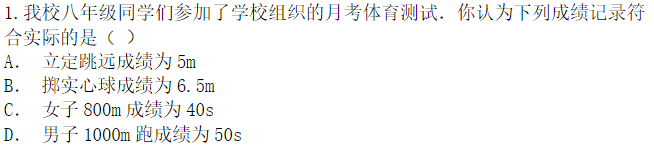 1.我校八年级同学们参加了学校组织的月考体育测试．你认为下列成绩记录符
合实际的是（ ）
A． 立定跳远成绩为5m
B． 掷实心球成绩为6.5m
C． 女子800m成绩为40s
D． 男子1000m跑成绩为50s